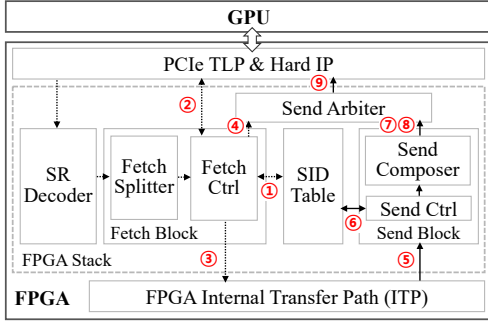 GPU
PCIe TLP & Hard IP
⑨
②
Send Arbiter
④
⑦ ⑧
SR
Decoder
Fetch
Splitter
Fetch
Ctrl
①
SID
Table
Send
Composer
Send Ctrl
⑥
Fetch Block
Send Block
FPGA Stack
③
⑤
FPGA
FPGA Internal Transfer Path (ITP)